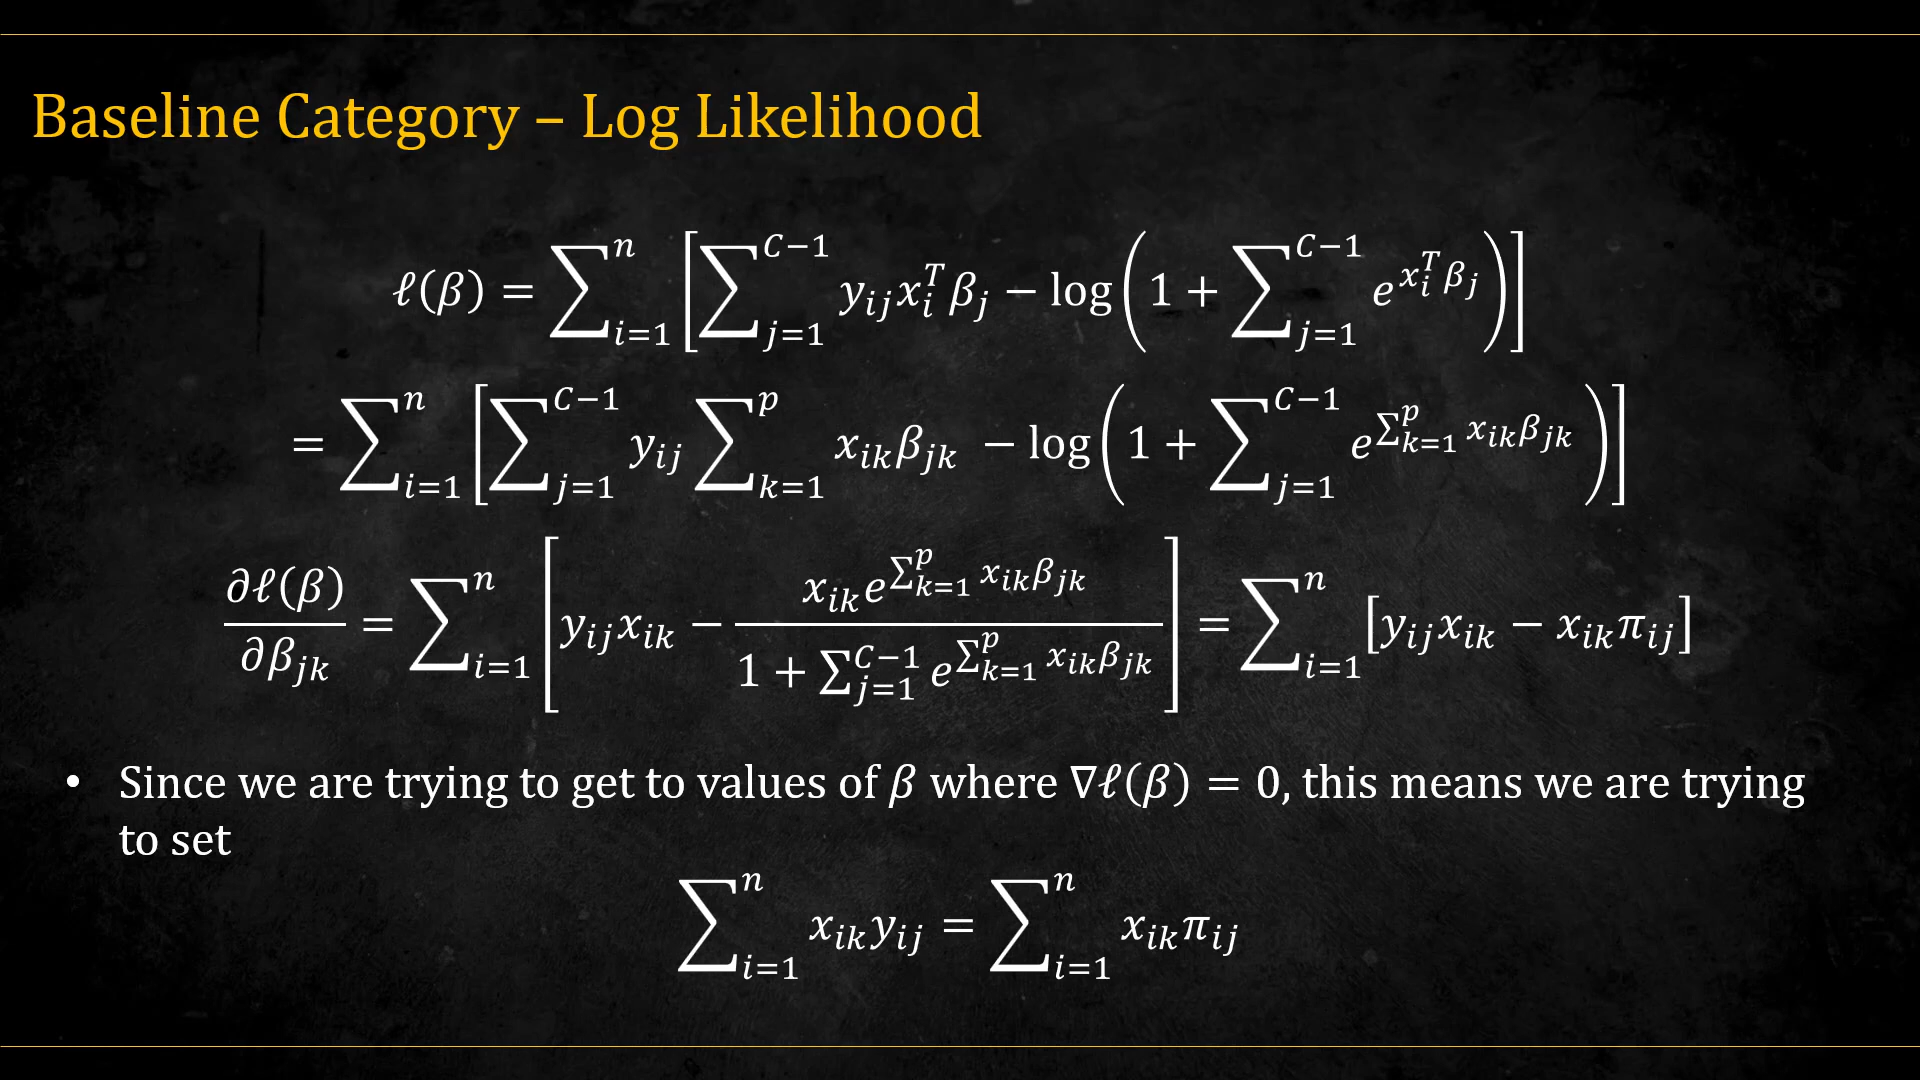 Baseline Category – Log Likelihood
ℓ(β) = ∑_{i=1}^{n} [ ∑_{j=1}^{C−1} y_{ij} x_i^T β_j − log ( 1 + ∑_{j=1}^{C−1} e^{x_i^T β_j} ) ]
= ∑_{i=1}^{n} [ ∑_{j=1}^{C−1} y_{ij} ∑_{k=1}^{p} x_{ik} β_{jk} − log ( 1 + ∑_{j=1}^{C−1} e^{∑_{k=1}^{p} x_{ik} β_{jk}} ) ]
\frac{∂ℓ(β)}{∂β_{jk}} = ∑_{i=1}^{n} [ y_{ij} x_{ik} − \frac{x_{ik} e^{∑_{k=1}^{p} x_{ik} β_{jk}}}{1 + ∑_{j=1}^{C−1} e^{∑_{k=1}^{p} x_{ik} β_{jk}}} ] = ∑_{i=1}^{n} [ y_{ij} x_{ik} − x_{ik} π_{ij} ]
• Since we are trying to get to values of β where ∇ℓ(β) = 0, this means we are trying
to set
∑_{i=1}^{n} x_{ik} y_{ij} = ∑_{i=1}^{n} x_{ik} π_{ij}